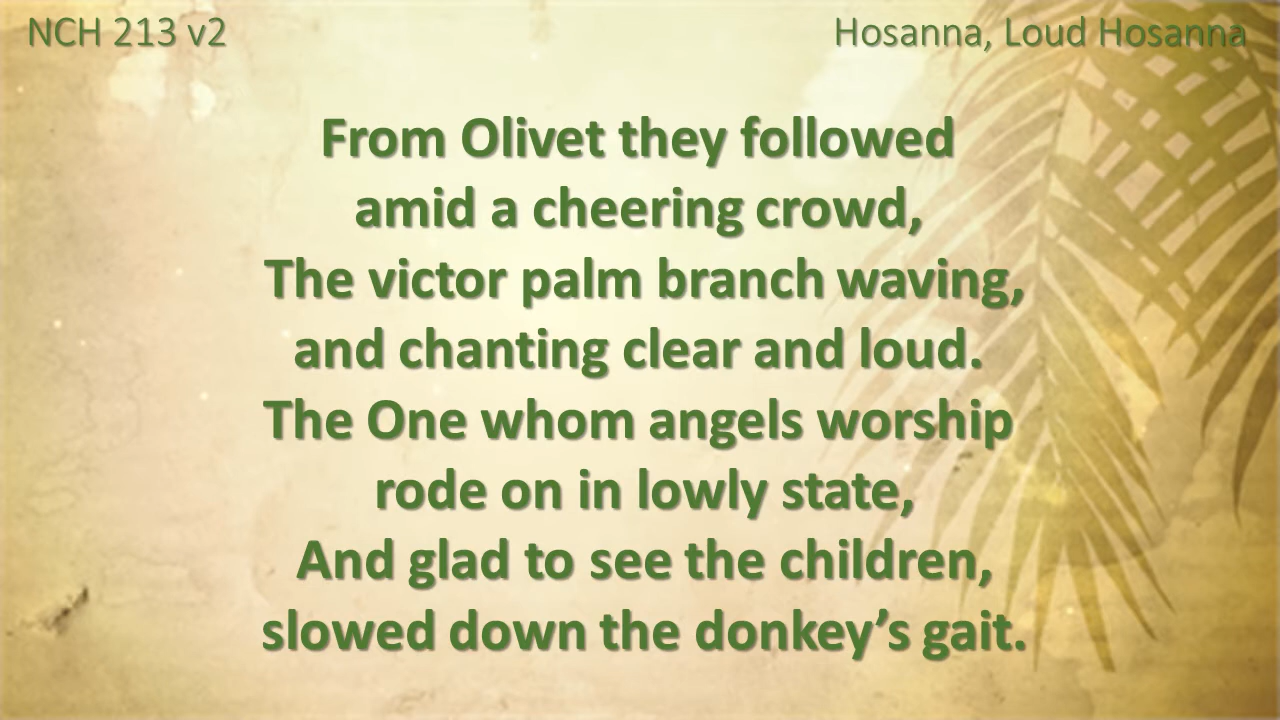 NCH 213 v2
Hosanna, Loud Hosanna
From Olivet they followed
amid a cheering crowd,
The victor palm branch waving,
and chanting clear and loud.
The One whom angels worship
rode on in lowly state,
And glad to see the children,
slowed down the donkey’s gait.